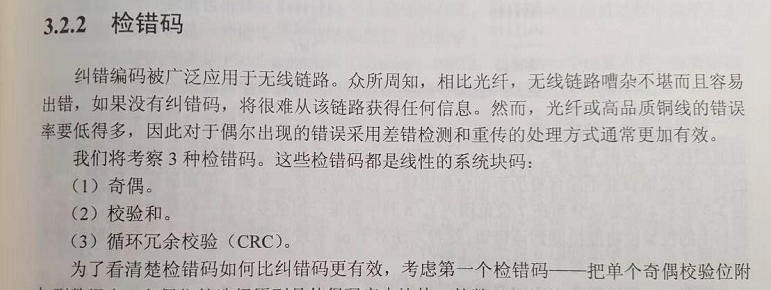 3.2.2 检错码
纠错编码被广泛应用于无线链路。众所周知，相比光纤，无线链路嘈杂不堪而且容易
出错，如果没有纠错码，将很难从该链路获得任何信息。然而，光纤或高品质铜线的错误
率要低得多，因此对于偶尔出现的错误采用差错检测和重传的处理方式通常更加有效。
我们将考察 3 种检错码。这些检错码都是线性的系统块码：
（1）奇偶。
（2）校验和。
（3）循环冗余校验（CRC）。
为了看清楚检错码如何比纠错码更有效，考虑第一个检错码——把单个奇偶校验位附